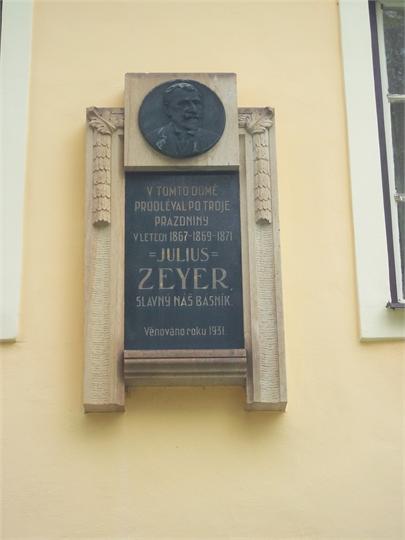 V TOMTO DOMĚ
PRODLÉVAL PO TROJE
PRÁZDNINY
V LETECH 1867-1869-1871
=JULIUS=
ZEYER,
SLAVNÝ NÁŠ BÁSNÍK.
Věnováno roku 1931.